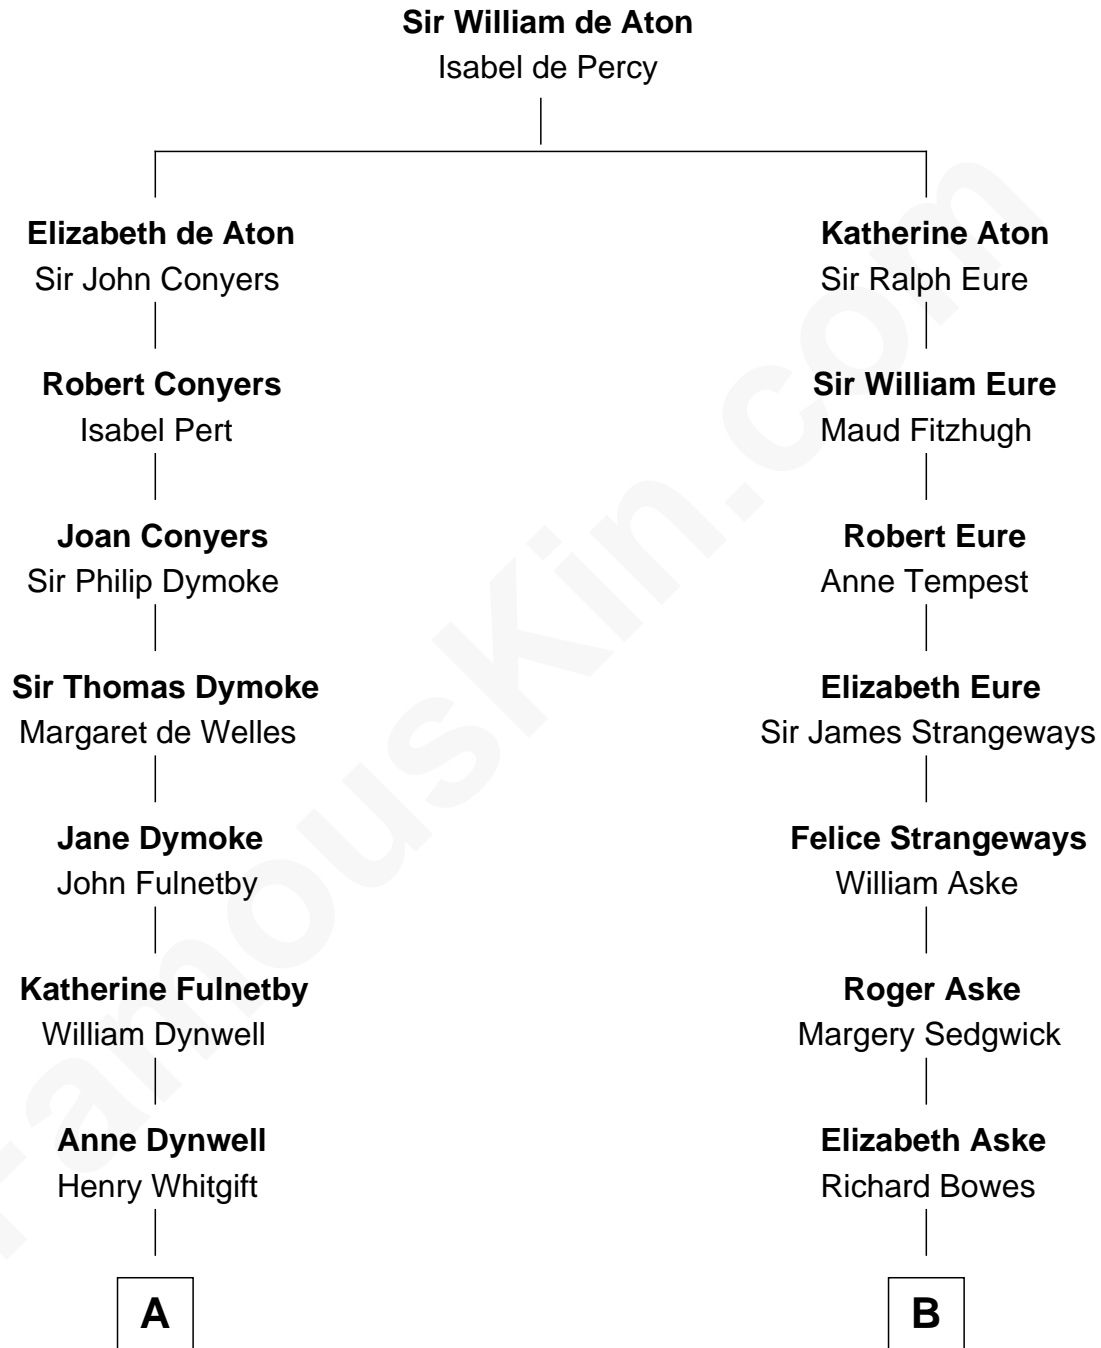 Sir William de Aton
Isabel de Percy
Elizabeth de Aton
Sir John Conyers
Robert Conyers
Isabel Pert
Joan Conyers
Sir Philip Dymoke
Sir Thomas Dymoke
Margaret de Welles
Jane Dymoke
John Fulnetby
Katherine Fulnetby
William Dynwell
Anne Dynwell
Henry Whitgift
A
Katherine Aton
Sir Ralph Eure
Sir William Eure
Maud Fitzhugh
Robert Eure
Anne Tempest
Elizabeth Eure
Sir James Strangeways
Felice Strangeways
William Aske
Roger Aske
Margery Sedgwick
Elizabeth Aske
Richard Bowes
B
FamousKin.com